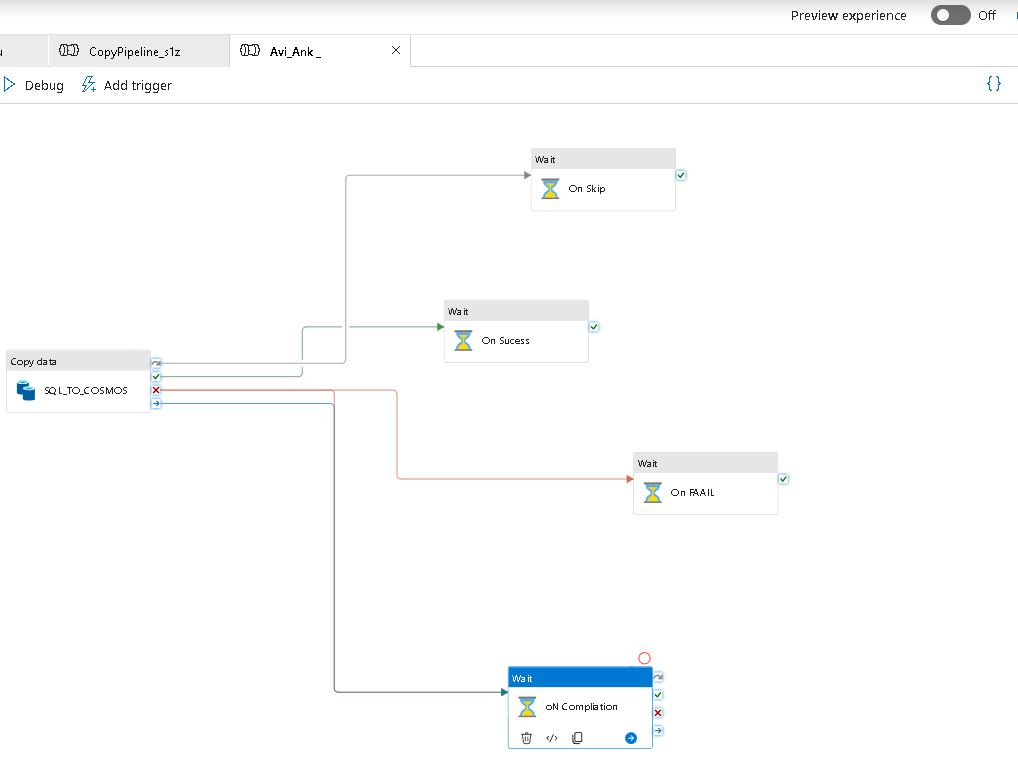 Preview experience Off
CopyPipeline_s1z
Avi_Ank_
Debug
Add trigger
{}
Wait
On Skip
Wait
On Sucess
Copy data
SQL_TO_COSMOS
Wait
On FAAIL
Wait
oN Compliation